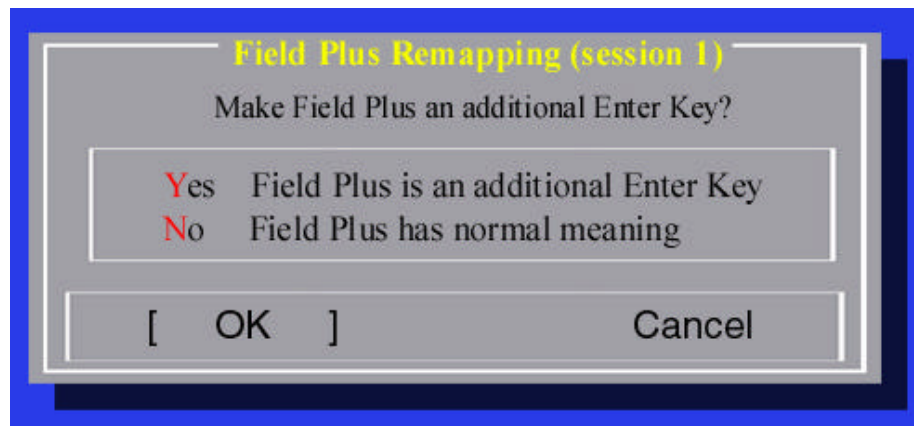 Field Plus Remapping (session 1)
Make Field Plus an additional Enter Key?
Yes Field Plus is an additional Enter Key
No Field Plus has normal meaning
[ OK ] Cancel